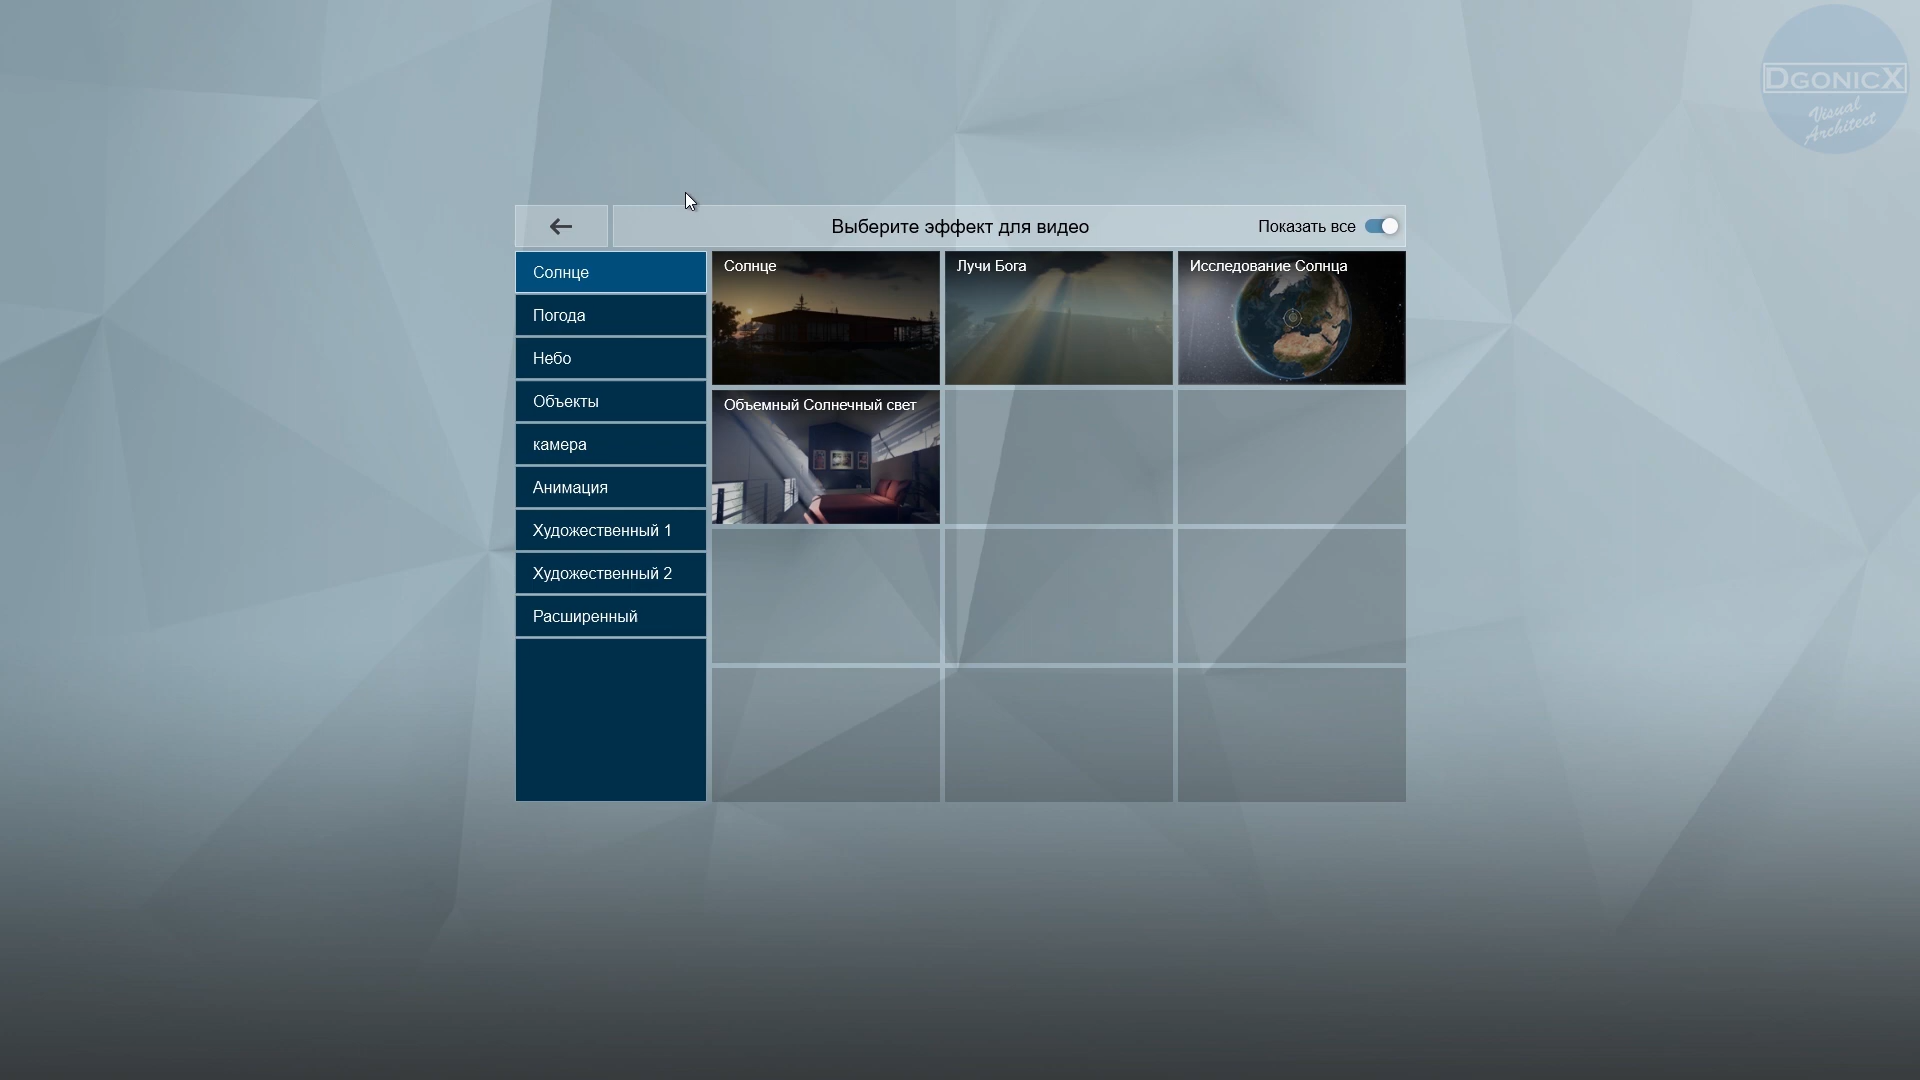 DGONICX
Visual
Architect
Выберите эффект для видео
Показать все
Солнце
Погода
Небо
Объекты
камера
Анимация
Художественный 1
Художественный 2
Расширенный
Солнце
Лучи Бога
Исследование Солнца
Объемный Солнечный свет